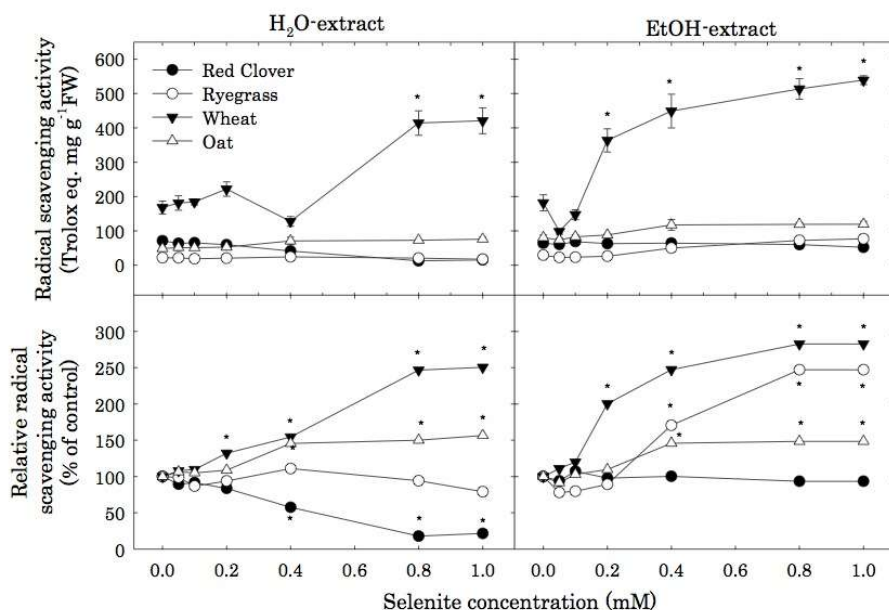 H₂O-extract
EtOH-extract
Radical scavenging activity
(Trolox eq. mg g⁻¹FW)
600
500
400
300
200
100
0
Red Clover
Ryegrass
Wheat
Oat
* *
* * * *
Relative radical
scavenging activity
(% of control)
300
250
200
150
100
50
0
* * * *
* * *
* * *
* * * *
* * *
* * *
0.0 0.2 0.4 0.6 0.8 1.0
0.0 0.2 0.4 0.6 0.8 1.0
Selenite concentration (mM)